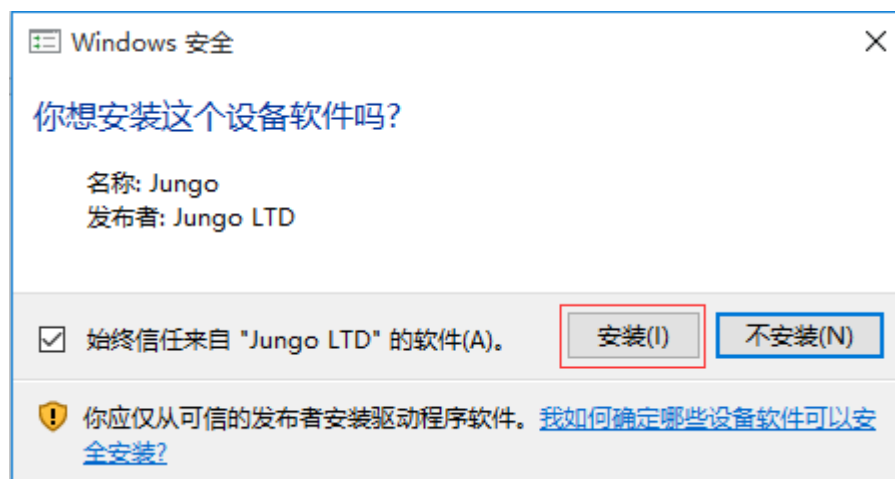 Windows 安全
你想安装这个设备软件吗?
名称: Jungo
发布者: Jungo LTD
始终信任来自 "Jungo LTD" 的软件(A)。
安装(I)
不安装(N)
你应仅从可信的发布者安装驱动程序软件。我如何确定哪些设备软件可以安
全安装?